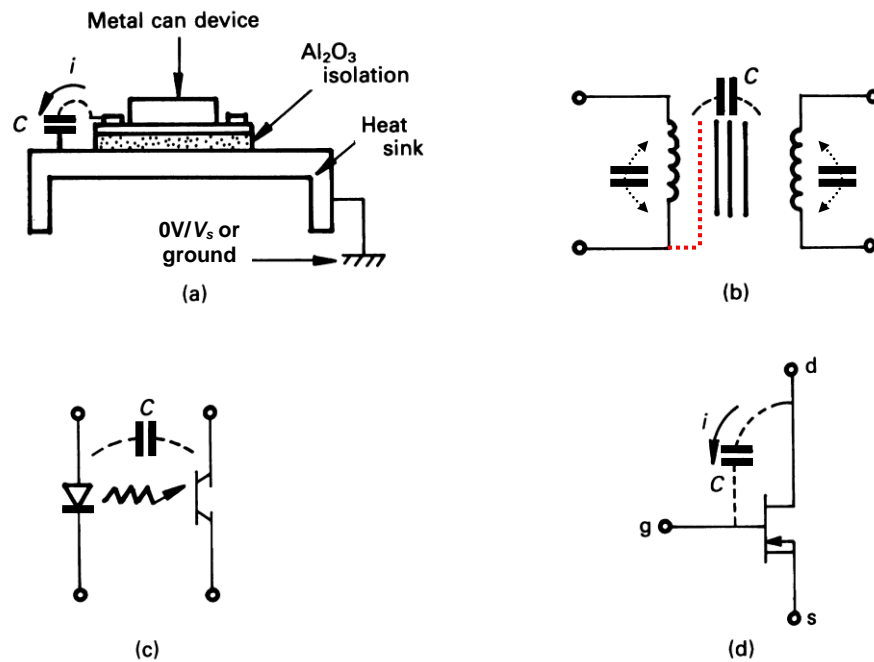 Metal can device
i
Al₂O₃
isolation
C
Heat
sink
0V/Vₛ or
ground
(a)
C
(b)
C
(c)
d
i
C
g
s
(d)